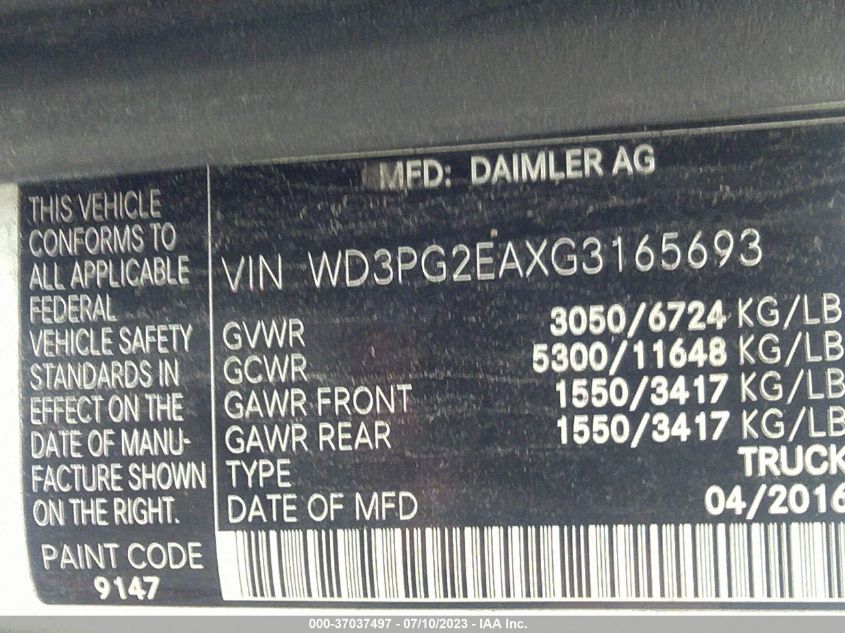 MFD: DAIMLER AG
THIS VEHICLE
CONFORMS TO
ALL APPLICABLE
FEDERAL
VEHICLE SAFETY
STANDARDS IN
EFFECT ON THE
DATE OF MANU-
FACTURE SHOWN
ON THE RIGHT.
PAINT CODE
9147
VIN WD3PG2EAXG3165693
GVWR 3050/6724 KG/LB
GCWR 5300/11648 KG/LB
GAWR FRONT 1550/3417 KG/LB
GAWR REAR 1550/3417 KG/LB
TYPE TRUCK
DATE OF MFD 04/2016
000-37037497 - 07/10/2023 - IAA Inc.